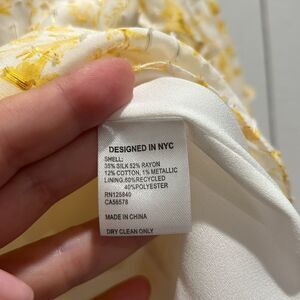 DESIGNED IN NYC
SHELL:
35% SILK 52% RAYON
12% COTTON, 1% METALLIC
LINING:60%RECYCLED
40%POLYESTER
RN125840
CA56578
MADE IN CHINA
DRY CLEAN ONLY